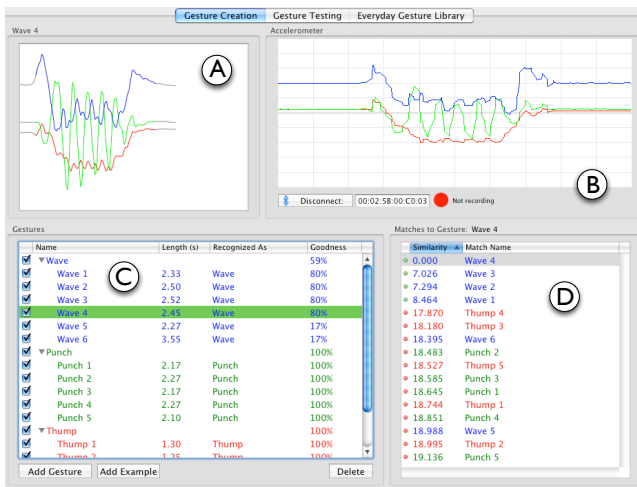 Gesture Creation Gesture Testing Everyday Gesture Library
Wave 4 Accelerometer
A
B
Disconnect: 00:02:5B:00:C0:03 Not recording
Gestures
Name Length (s) Recognized As Goodness
Wave 59%
Wave 1 2.33 Wave 80%
Wave 2 2.50 Wave 80%
Wave 3 2.52 Wave 80%
Wave 4 2.45 Wave 80%
Wave 5 2.27 Wave 17%
Wave 6 3.55 Wave 17%
Punch 100%
Punch 1 2.17 Punch 100%
Punch 2 2.27 Punch 100%
Punch 3 2.17 Punch 100%
Punch 4 2.27 Punch 100%
Punch 5 2.10 Punch 100%
Thump 100%
Thump 1 1.30 Thump 100%
Thump 2 1.25 Thump 100%
C
Add Gesture Add Example Delete
Matches to Gesture: Wave 4
Similarity Match Name
0.000 Wave 4
7.026 Wave 3
7.294 Wave 2
8.464 Wave 1
17.870 Thump 4
18.180 Thump 3
18.395 Wave 6
18.483 Punch 2
18.527 Thump 5
18.585 Punch 3
18.645 Punch 1
18.744 Thump 1
18.851 Punch 4
18.988 Wave 5
18.995 Thump 2
19.136 Punch 5
D